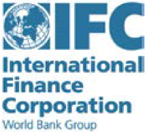 IFC
International
Finance
Corporation
World Bank Group